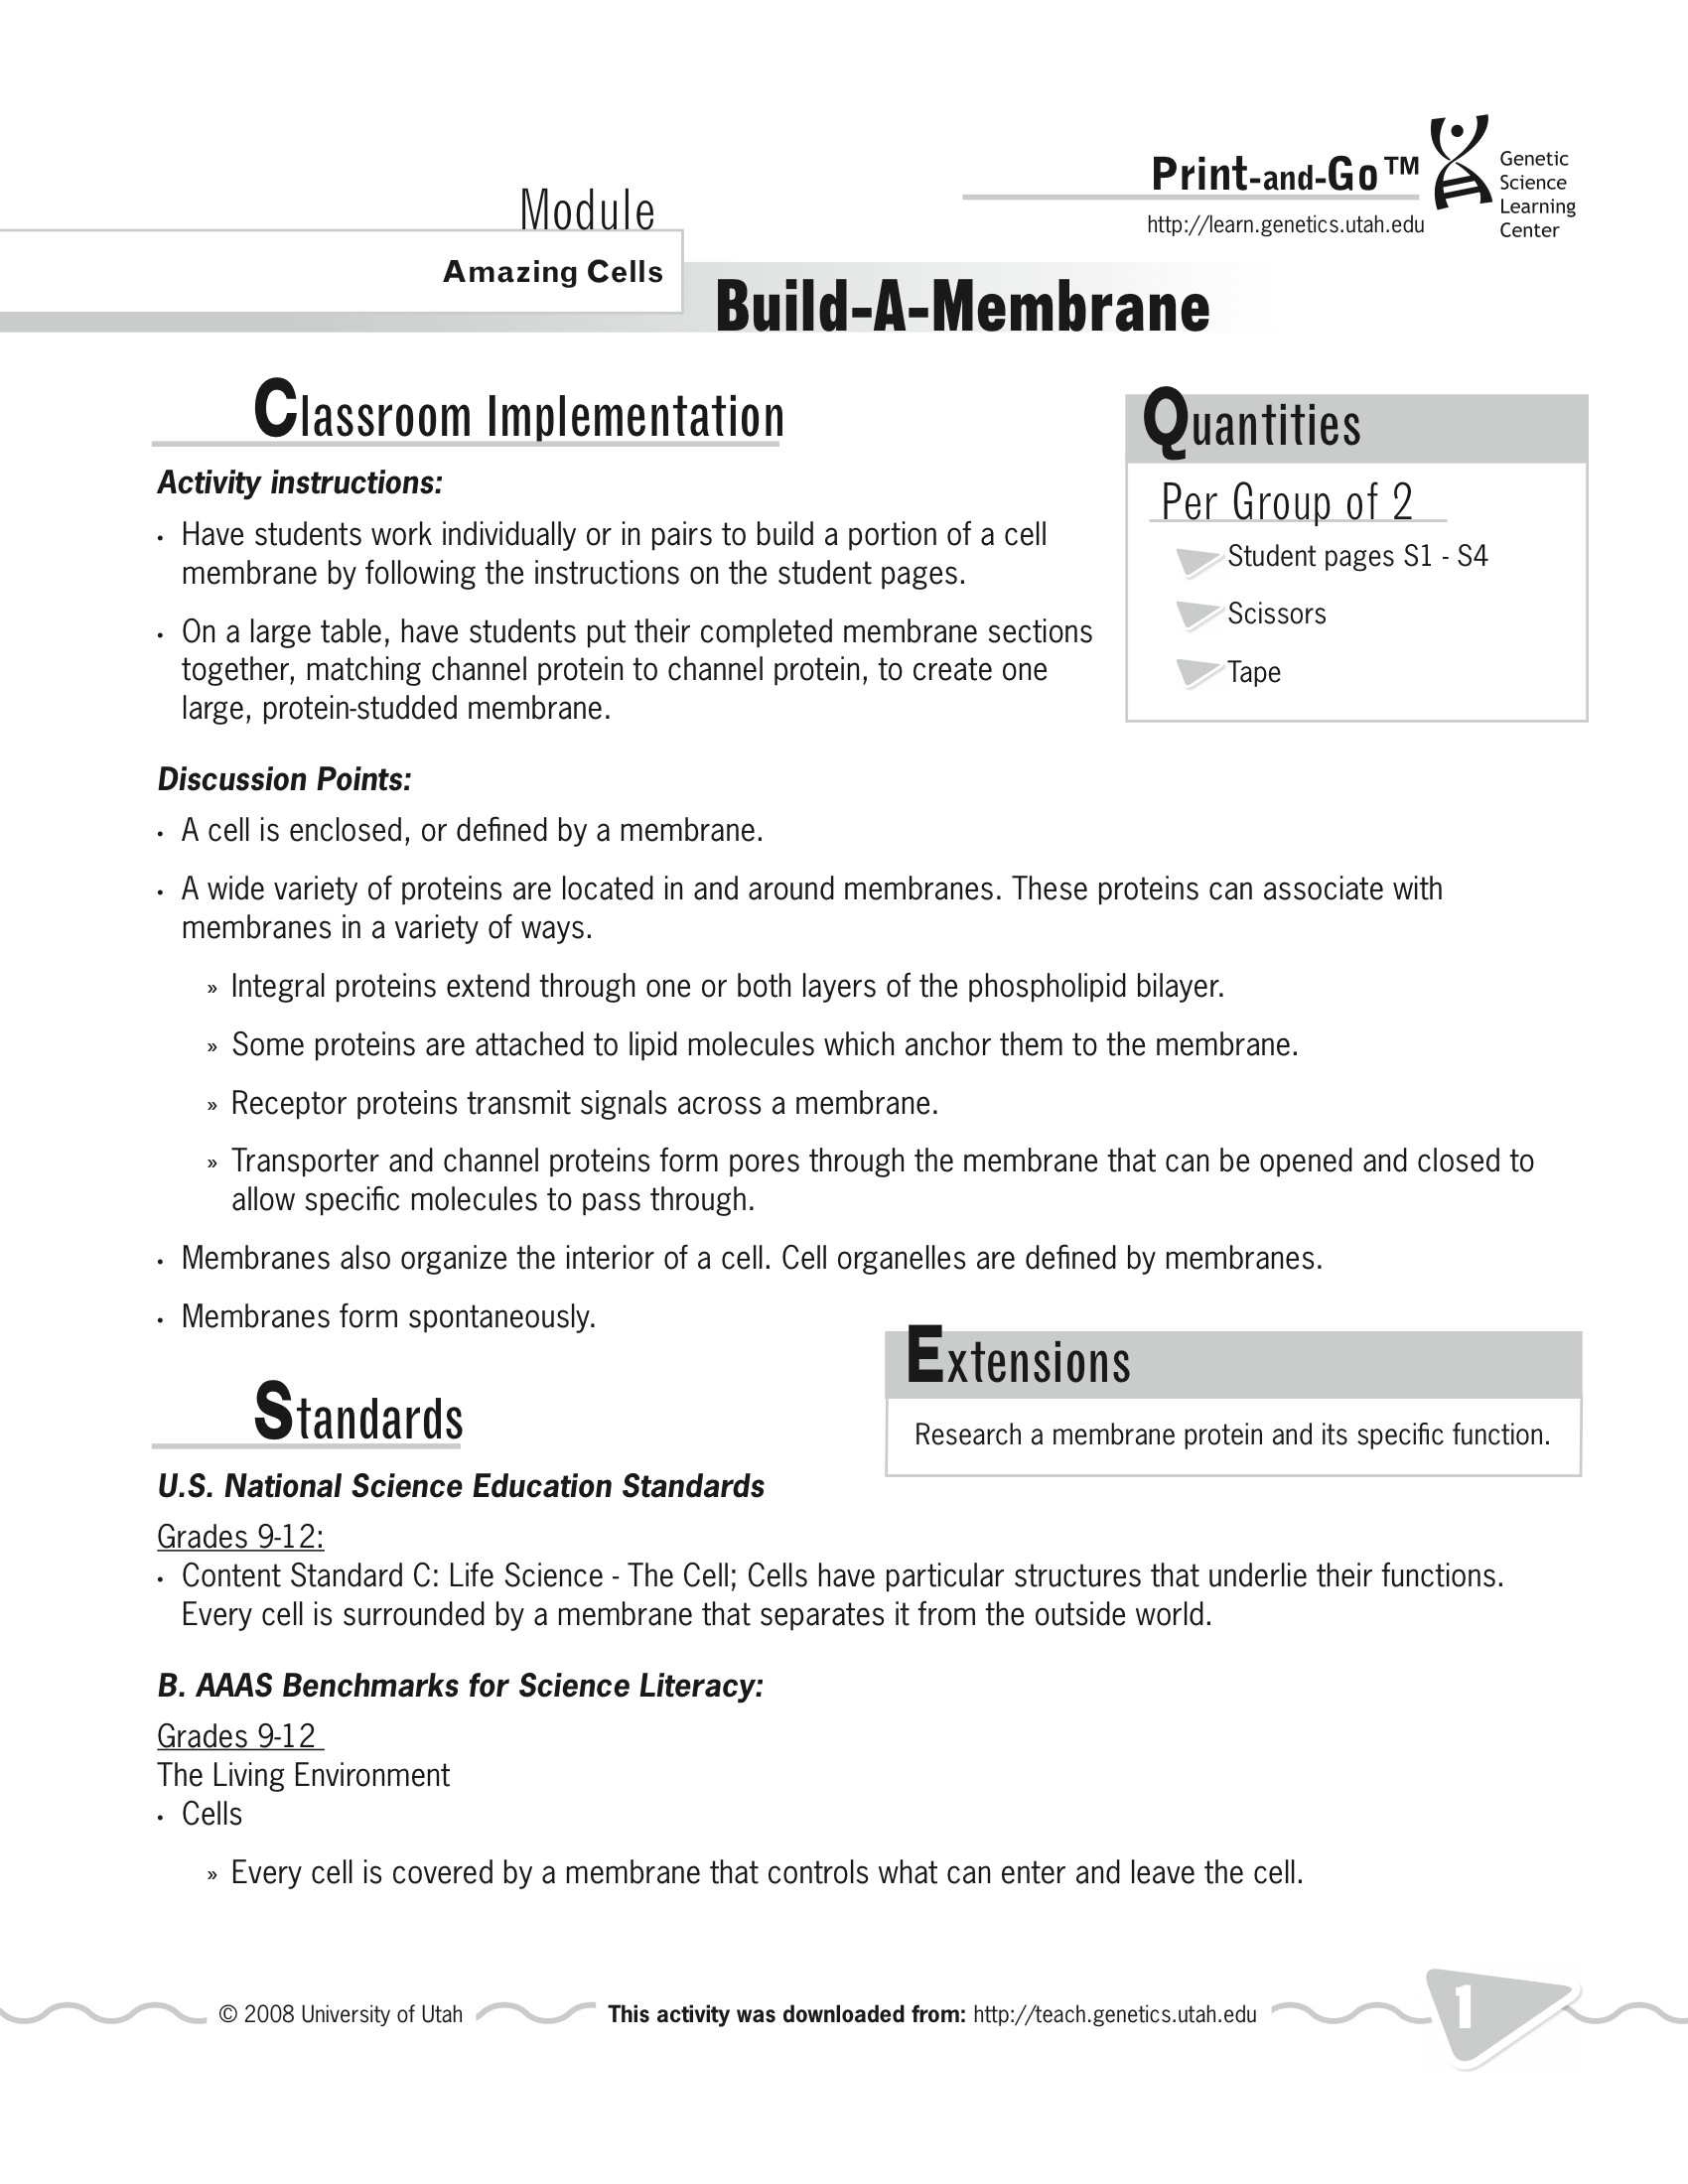 Print-and-Go™
http://learn.genetics.utah.edu
Genetic
Science
Learning
Center
Module
Amazing Cells
Build-A-Membrane
Classroom Implementation
Activity instructions:
• Have students work individually or in pairs to build a portion of a cell
membrane by following the instructions on the student pages.
• On a large table, have students put their completed membrane sections
together, matching channel protein to channel protein, to create one
large, protein-studded membrane.
Quantities
Per Group of 2
Student pages S1 - S4
Scissors
Tape
Discussion Points:
• A cell is enclosed, or defined by a membrane.
• A wide variety of proteins are located in and around membranes. These proteins can associate with
membranes in a variety of ways.
» Integral proteins extend through one or both layers of the phospholipid bilayer.
» Some proteins are attached to lipid molecules which anchor them to the membrane.
» Receptor proteins transmit signals across a membrane.
» Transporter and channel proteins form pores through the membrane that can be opened and closed to
allow specific molecules to pass through.
• Membranes also organize the interior of a cell. Cell organelles are defined by membranes.
• Membranes form spontaneously.
Extensions
Research a membrane protein and its specific function.
Standards
U.S. National Science Education Standards
Grades 9-12:
• Content Standard C: Life Science - The Cell; Cells have particular structures that underlie their functions.
Every cell is surrounded by a membrane that separates it from the outside world.
B. AAAS Benchmarks for Science Literacy:
Grades 9-12
The Living Environment
• Cells
» Every cell is covered by a membrane that controls what can enter and leave the cell.
© 2008 University of Utah
This activity was downloaded from: http://teach.genetics.utah.edu
1